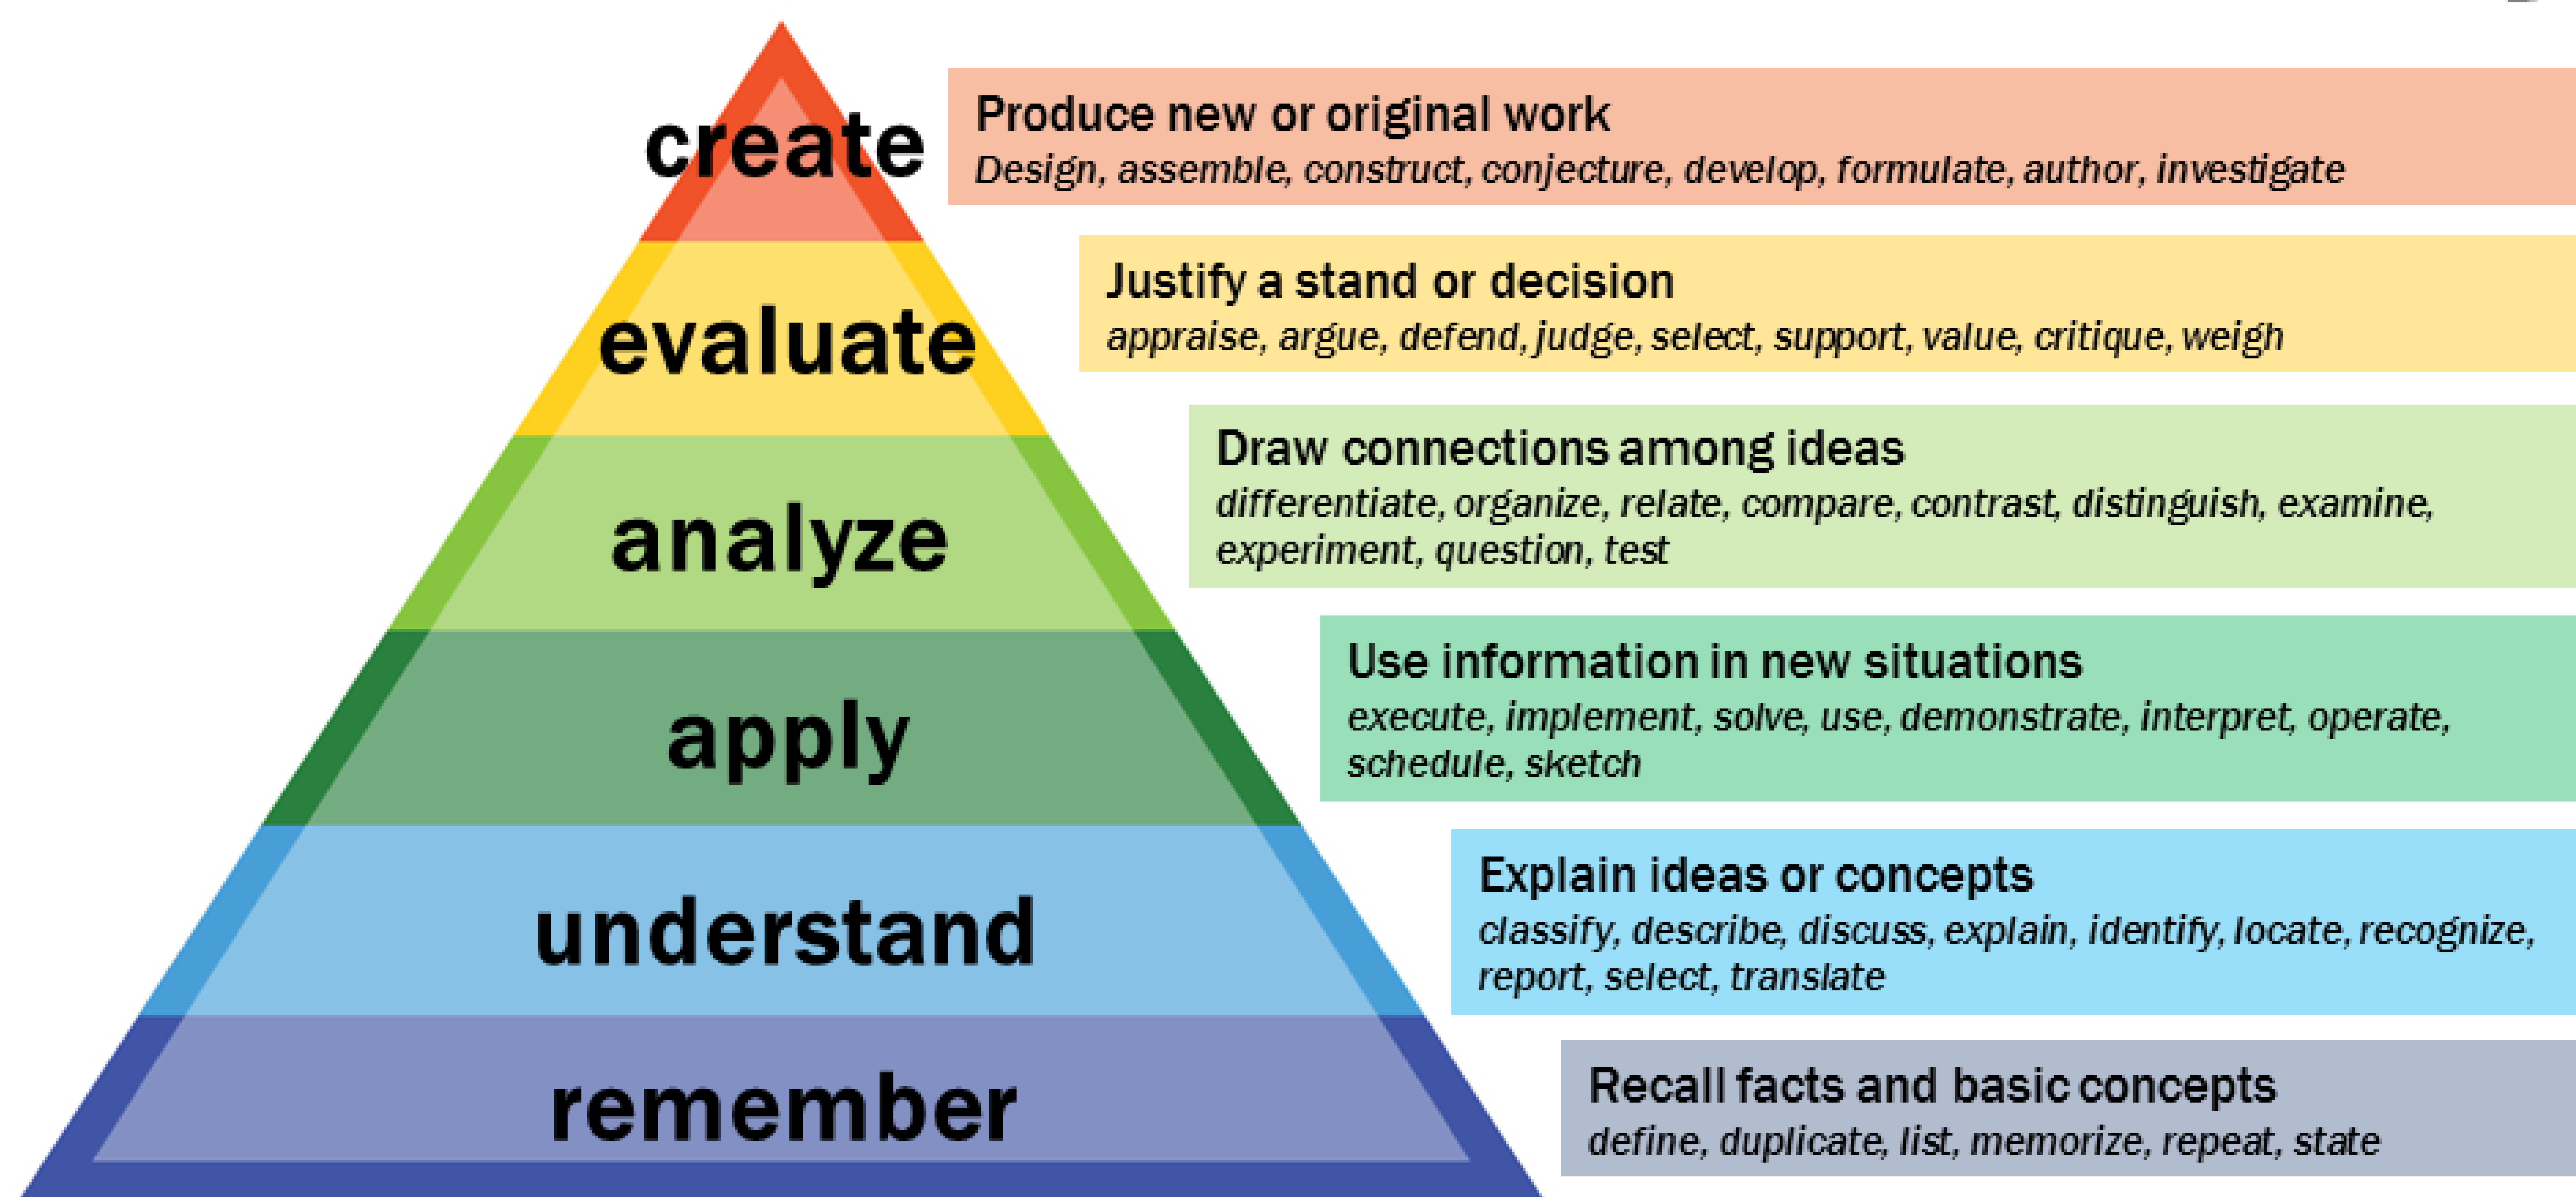 create
Produce new or original work
Design, assemble, construct, conjecture, develop, formulate, author, investigate
evaluate
Justify a stand or decision
appraise, argue, defend, judge, select, support, value, critique, weigh
analyze
Draw connections among ideas
differentiate, organize, relate, compare, contrast, distinguish, examine,
experiment, question, test
apply
Use information in new situations
execute, implement, solve, use, demonstrate, interpret, operate,
schedule, sketch
understand
Explain ideas or concepts
classify, describe, discuss, explain, identify, locate, recognize,
report, select, translate
remember
Recall facts and basic concepts
define, duplicate, list, memorize, repeat, state